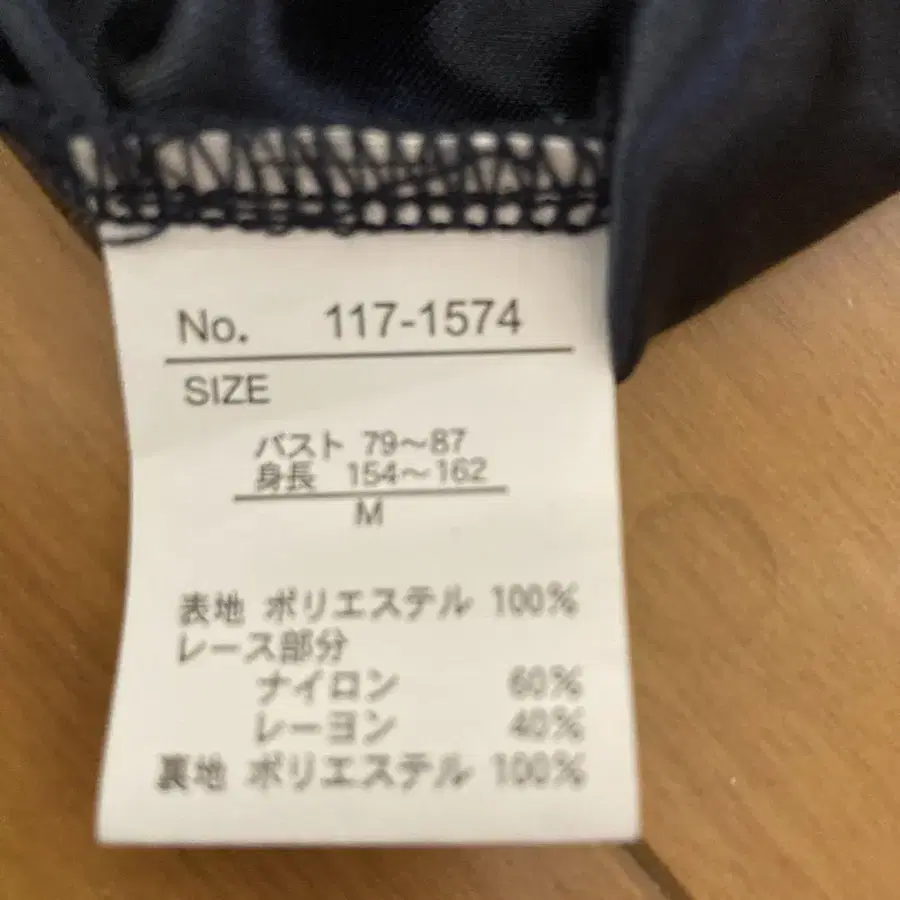 No. 117-1574
SIZE
バスト 79〜87
身長 154〜162
M
表地 ポリエステル 100%
レース部分
ナイロン 60%
レーヨン 40%
裏地 ポリエステル 100%